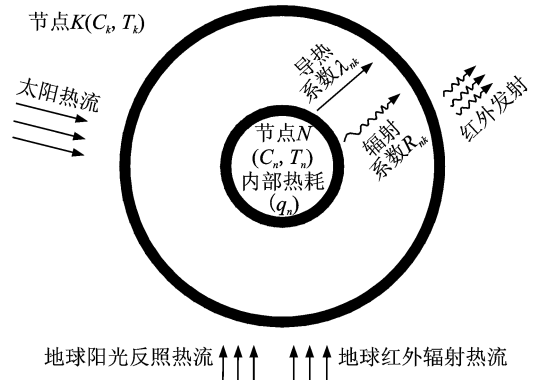 节点K(Cₖ, Tₖ)
太阳热流
导热
系数λₙₖ
节点N
(Cₙ, Tₙ)
内部热耗
(qₙ)
辐射
系数Rₙₖ
红外发射
地球阳光反照热流
地球红外辐射热流